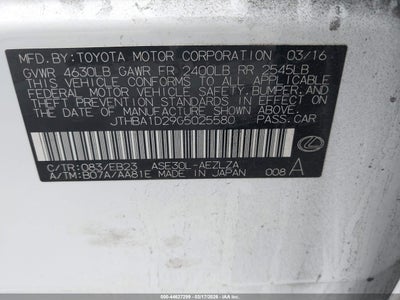 MFD.BY: TOYOTA MOTOR CORPORATION 03/16
GVWR 4630LB GAWR FR 2400LB RR 2545LB
THIS VEHICLE CONFORMS TO ALL APPLICABLE
FEDERAL MOTOR VEHICLE SAFETY, BUMPER, AND
THEFT PREVENTION STANDARDS IN EFFECT ON
THE DATE OF MANUFACTURE SHOWN ABOVE.
JTHBA1D29G5025580 PASS.CAR
C/TR: 083/EB23 ASE30L-AEZLZA
A/TM: B07A/AA81E MADE IN JAPAN 008 A
500-44627299 - 03/17/2026 - IAAI.COM